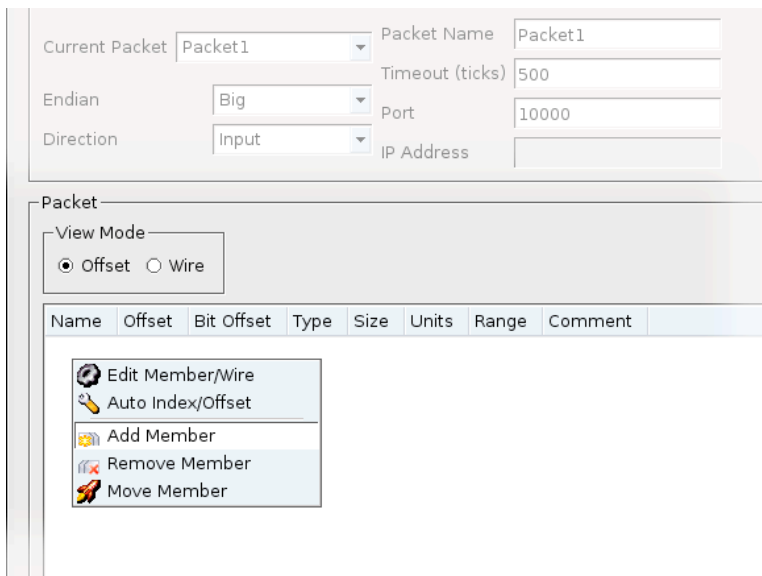 Current Packet Packet1
Packet Name Packet1
Timeout (ticks) 500
Endian Big
Port 10000
Direction Input
IP Address
Packet
View Mode
Offset Wire
Name Offset Bit Offset Type Size Units Range Comment
Edit Member/Wire
Auto Index/Offset
Add Member
Remove Member
Move Member